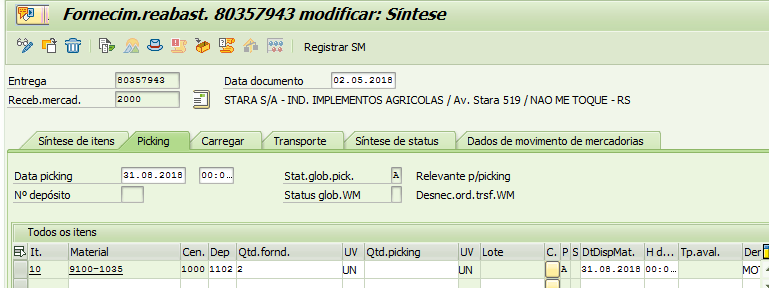 Fornecim.reabast. 80357943 modificar: Síntese
Registrar SM
Entrega 80357943 Data documento 02.05.2018
Receb.mercad. 2000 STARA S/A - IND. IMPLEMENTOS AGRICOLAS / Av. Stara 519 / NAO ME TOQUE - RS
Síntese de itens Picking Carregar Transporte Síntese de status Dados de movimento de mercadorias
Data picking 31.08.2018 00:0... Stat.glob.pick. A Relevante p/picking
Nº depósito Status glob.WM Desnec.ord.trsf.WM
Todos os itens
It. Material Cen. Dep Qtd.fornd. UV Qtd.picking UV Lote C. P S DtDispMat. H d... Tp.aval. Der
10 9100-1035 1000 1102 2 UN UN A 31.08.2018 00:0... MOT